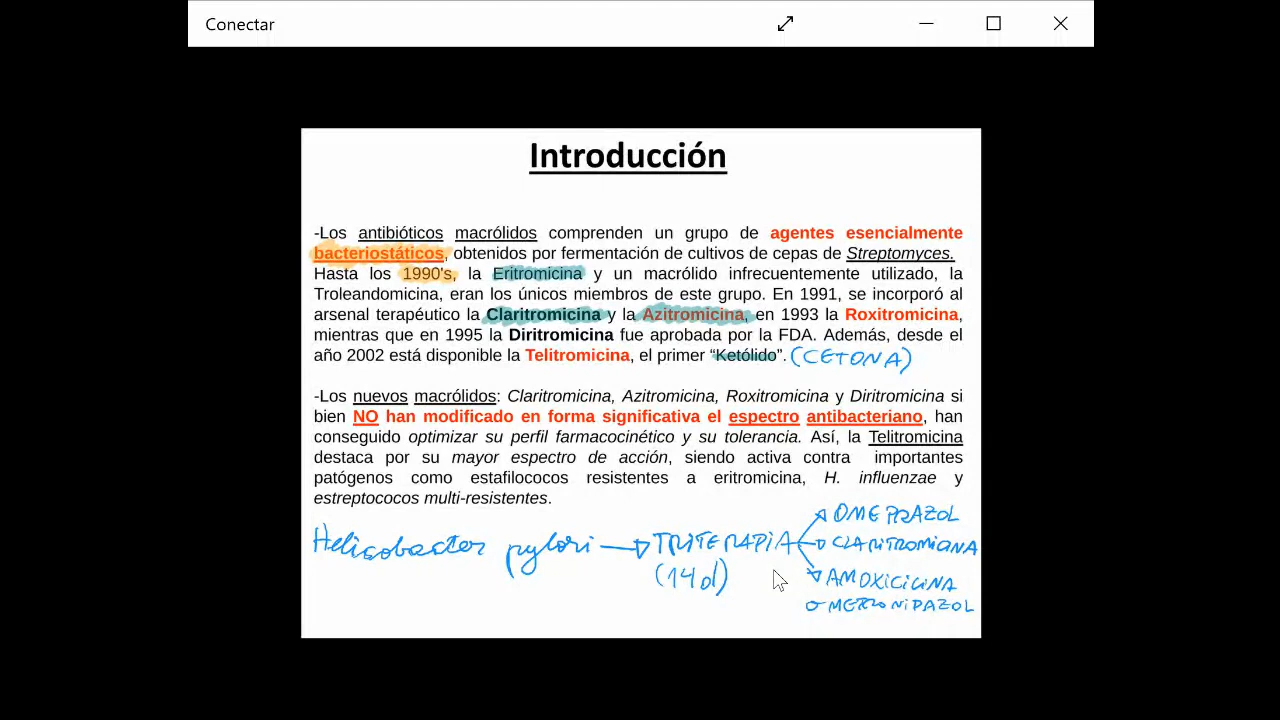 Conectar
Introducción
-Los antibióticos macrólidos comprenden un grupo de agentes esencialmente
bacteriostáticos, obtenidos por fermentación de cultivos de cepas de Streptomyces.
Hasta los 1990's, la Eritromicina y un macrólido infrecuentemente utilizado, la
Troleandomicina, eran los únicos miembros de este grupo. En 1991, se incorporó al
arsenal terapéutico la Claritromicina y la Azitromicina, en 1993 la Roxitromicina,
mientras que en 1995 la Diritromicina fue aprobada por la FDA. Además, desde el
año 2002 está disponible la Telitromicina, el primer “Ketólido”. (CETONA)
-Los nuevos macrólidos: Claritromicina, Azitromicina, Roxitromicina y Diritromicina si
bien NO han modificado en forma significativa el espectro antibacteriano, han
conseguido optimizar su perfil farmacocinético y su tolerancia. Así, la Telitromicina
destaca por su mayor espectro de acción, siendo activa contra importantes
patógenos como estafilococos resistentes a eritromicina, H. influenzae y
estreptococos multi-resistentes.
OMEPRAZOL
Helicobacter pylori → TRITERAPIA → CLARITROMICINA
(14 d)
AMOXICICINA
o METRONIDAZOL